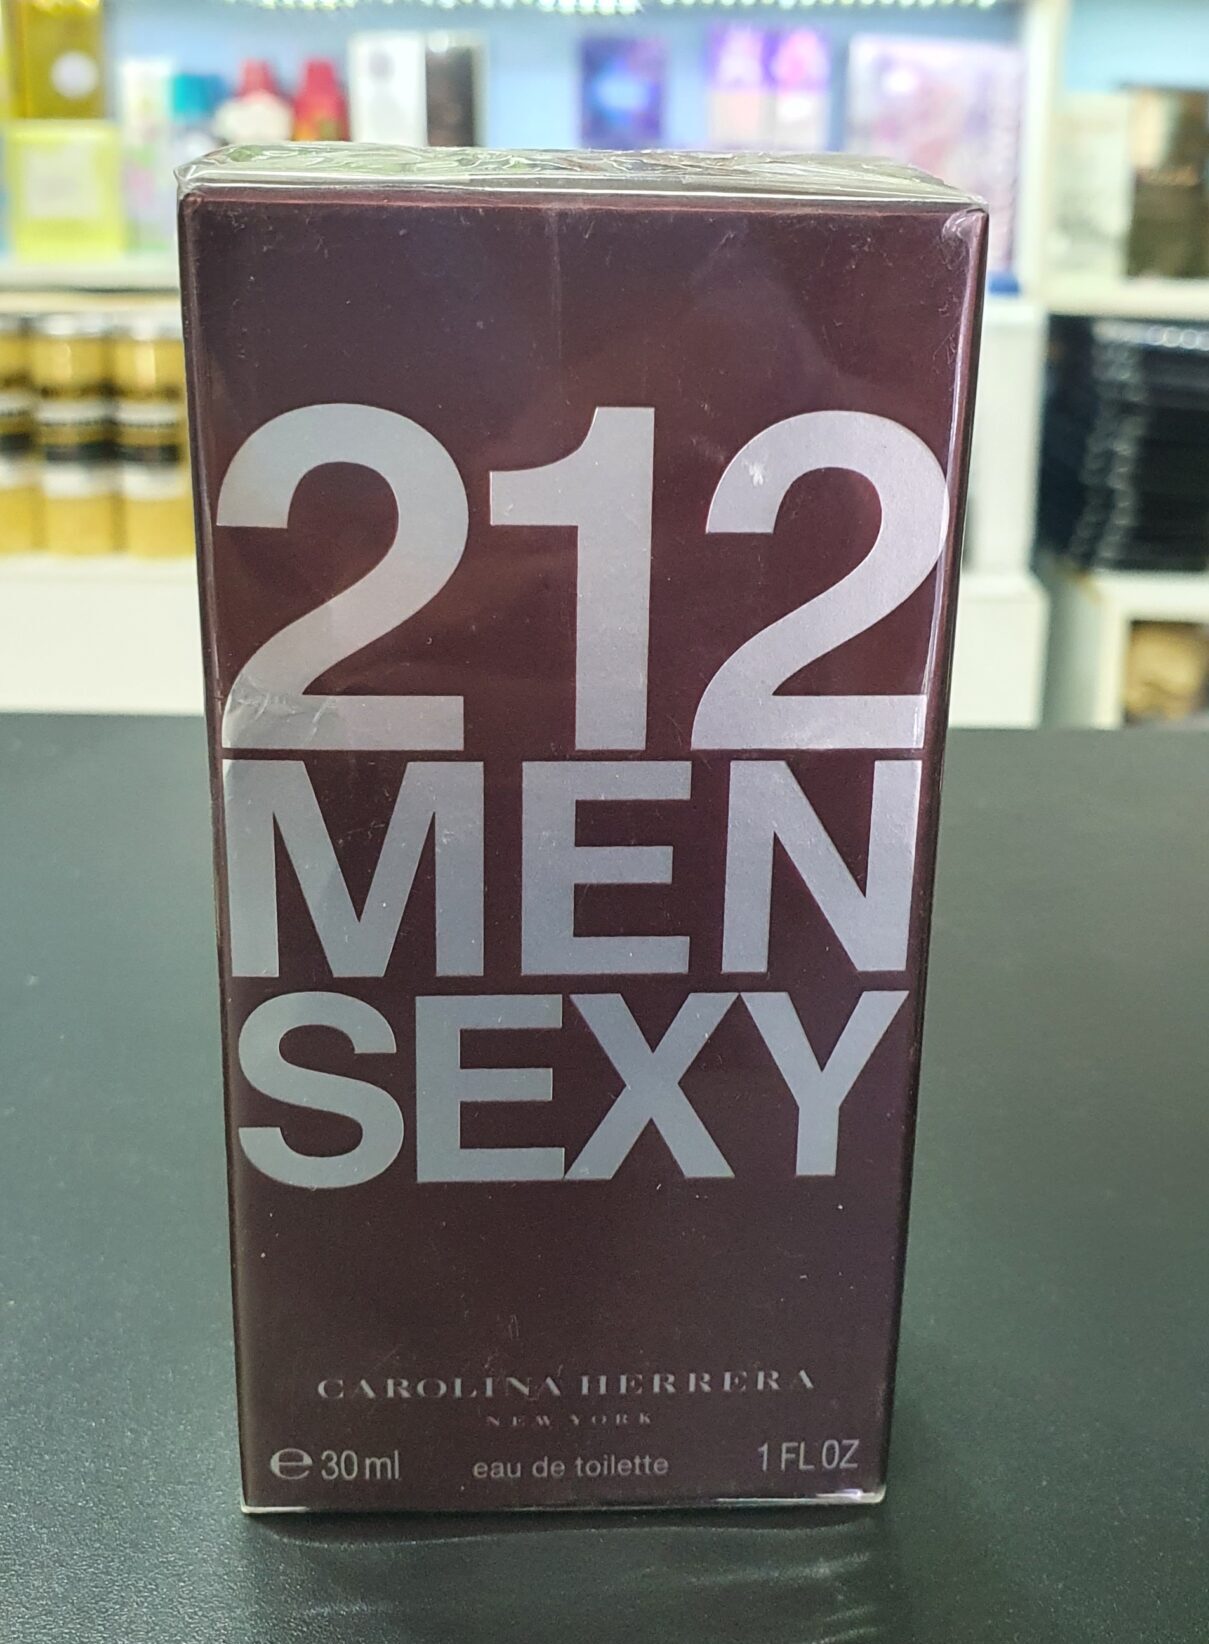 212
MEN
SEXY
CAROLINA HERRERA
NEW YORK
℮ 30 ml eau de toilette 1 FL OZ